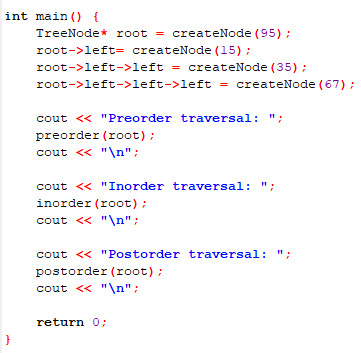 int main() {
    TreeNode* root = createNode(95);
    root->left= createNode(15);
    root->left->left = createNode(35);
    root->left->left->left = createNode(67);

    cout << "Preorder traversal: ";
    preorder(root);
    cout << "\n";

    cout << "Inorder traversal: ";
    inorder(root);
    cout << "\n";

    cout << "Postorder traversal: ";
    postorder(root);
    cout << "\n";

    return 0;
}